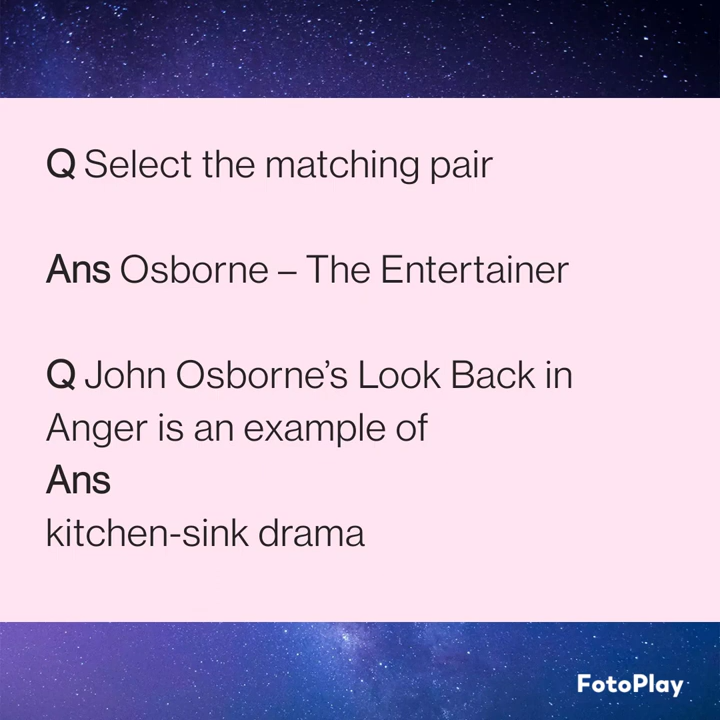 Q Select the matching pair
Ans Osborne – The Entertainer
Q John Osborne’s Look Back in
Anger is an example of
Ans
kitchen-sink drama
FotoPlay